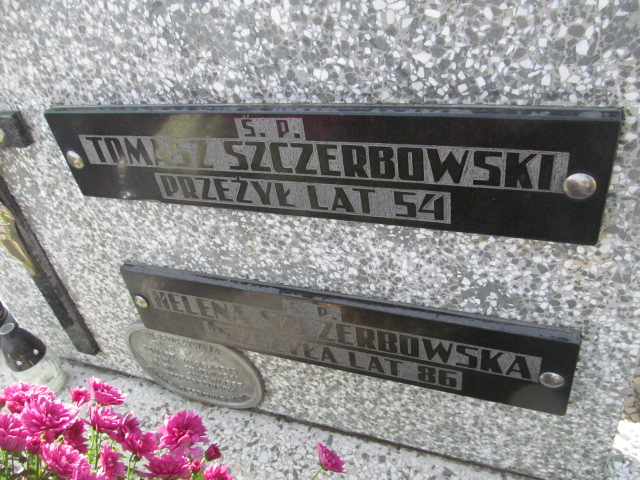 Ś. P.
TOMASZ SZCZERBOWSKI
PRZEŻYŁ LAT 54
Ś. P.
HELENA SZCZERBOWSKA
PRZEŻYŁA LAT 86